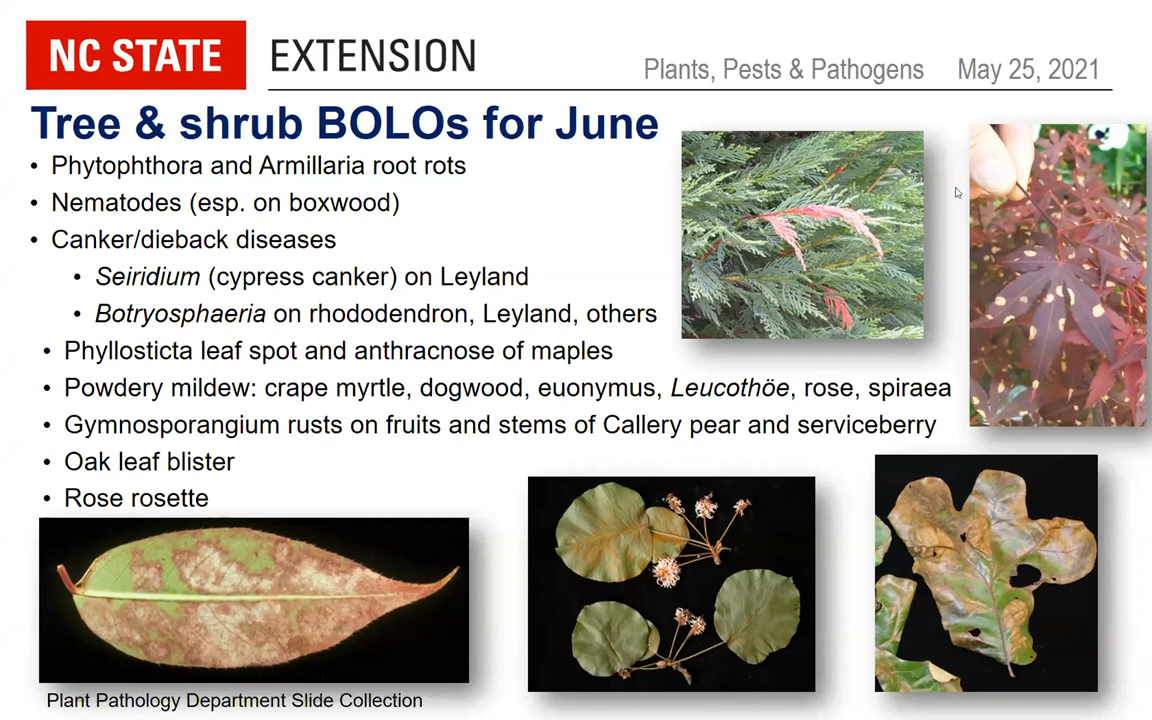 NC STATE EXTENSION
Plants, Pests & Pathogens May 25, 2021
Tree & shrub BOLOs for June
• Phytophthora and Armillaria root rots
• Nematodes (esp. on boxwood)
• Canker/dieback diseases
• Seiridium (cypress canker) on Leyland
• Botryosphaeria on rhododendron, Leyland, others
• Phyllosticta leaf spot and anthracnose of maples
• Powdery mildew: crape myrtle, dogwood, euonymus, Leucothöe, rose, spiraea
• Gymnosporangium rusts on fruits and stems of Callery pear and serviceberry
• Oak leaf blister
• Rose rosette
Plant Pathology Department Slide Collection